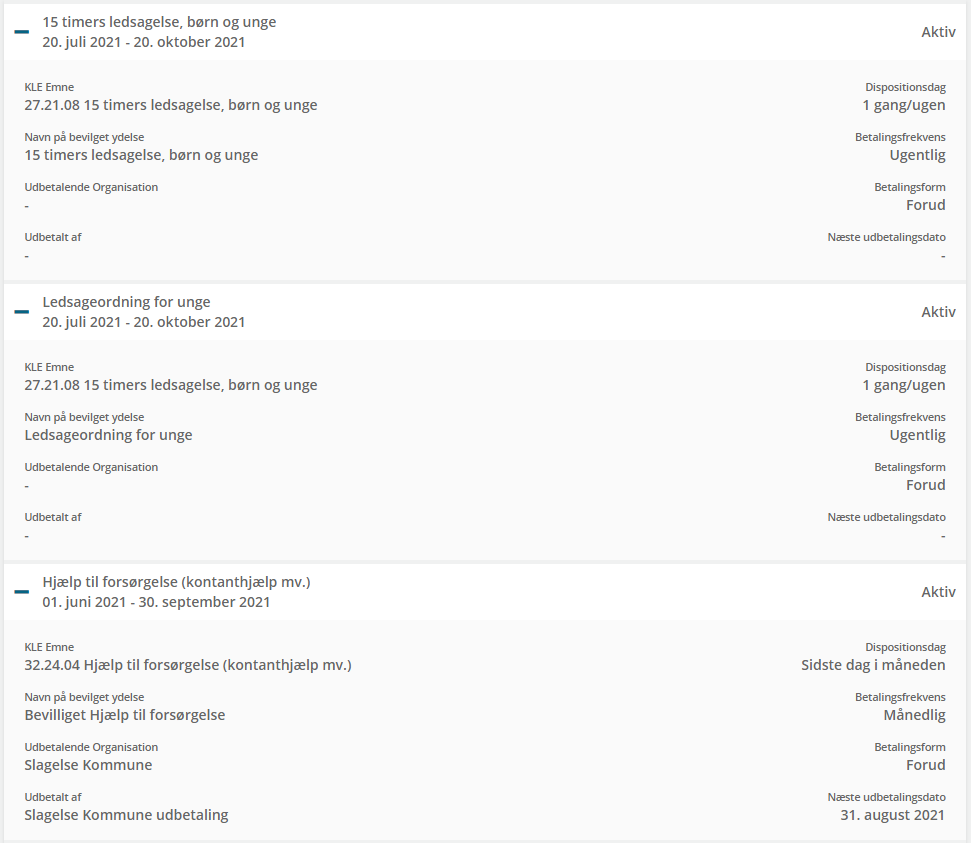 15 timers ledsagelse, børn og unge
20. juli 2021 - 20. oktober 2021
Aktiv
KLE Emne
27.21.08 15 timers ledsagelse, børn og unge
Dispositionsdag
1 gang/ugen
Navn på bevilget ydelse
15 timers ledsagelse, børn og unge
Betalingsfrekvens
Ugentlig
Udbetalende Organisation
-
Betalingsform
Forud
Udbetalt af
-
Næste udbetalingsdato
-
Ledsageordning for unge
20. juli 2021 - 20. oktober 2021
Aktiv
KLE Emne
27.21.08 15 timers ledsagelse, børn og unge
Dispositionsdag
1 gang/ugen
Navn på bevilget ydelse
Ledsageordning for unge
Betalingsfrekvens
Ugentlig
Udbetalende Organisation
-
Betalingsform
Forud
Udbetalt af
-
Næste udbetalingsdato
-
Hjælp til forsørgelse (kontanthjælp mv.)
01. juni 2021 - 30. september 2021
Aktiv
KLE Emne
32.24.04 Hjælp til forsørgelse (kontanthjælp mv.)
Dispositionsdag
Sidste dag i måneden
Navn på bevilget ydelse
Bevilliget Hjælp til forsørgelse
Betalingsfrekvens
Månedlig
Udbetalende Organisation
Slagelse Kommune
Betalingsform
Forud
Udbetalt af
Slagelse Kommune udbetaling
Næste udbetalingsdato
31. august 2021